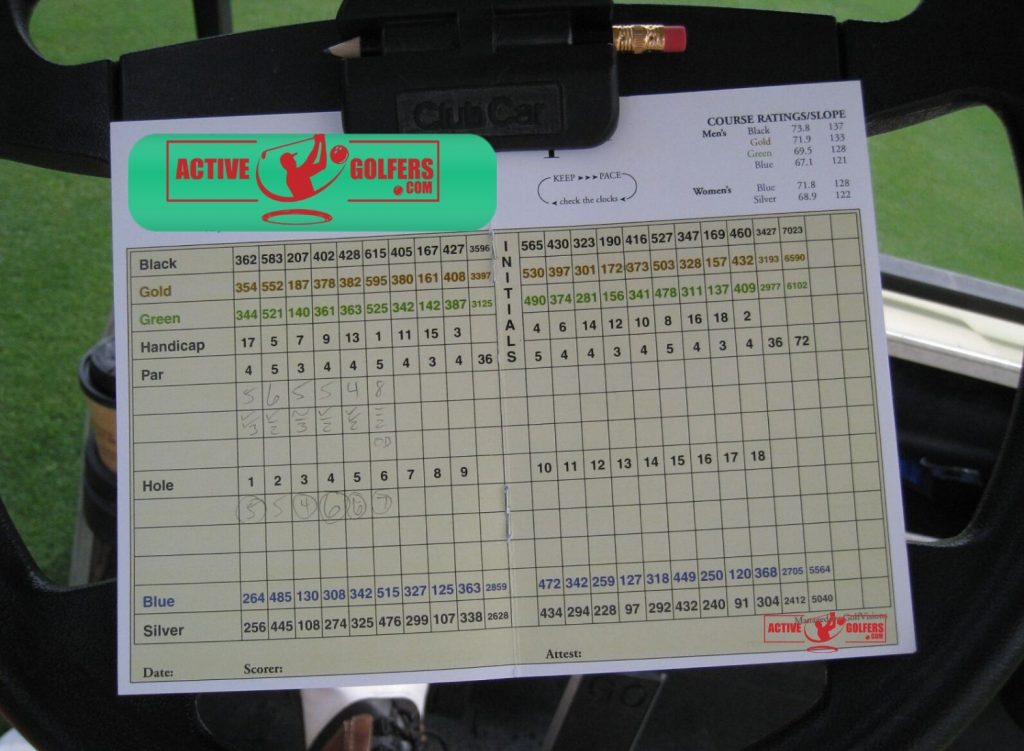 Club Car
ACTIVE GOLFERS
.COM
KEEP ➤➤➤ PACE
check the clocks
COURSE RATINGS/SLOPE
Men's Black 73.8 137
Gold 71.9 133
Green 69.5 128
Blue 67.1 121
Women's Blue 71.8 128
Silver 68.9 122
INITIALS
Black 362 583 207 402 428 615 405 167 427 3596 565 430 323 190 416 527 347 169 460 3427 7023
Gold 354 552 187 378 382 595 380 161 408 3397 530 397 301 172 373 503 328 157 432 3193 6590
Green 344 521 140 361 363 525 342 142 387 3125 490 374 281 156 341 478 311 137 409 2977 6102
Handicap 17 5 7 9 13 1 11 15 3 4 6 14 12 10 8 16 18 2
Par 4 5 3 4 4 5 4 3 4 36 5 4 4 3 4 5 4 3 4 36 72
5 6 5 5 4 8
Hole 1 2 3 4 5 6 7 8 9 10 11 12 13 14 15 16 17 18
5 5 4 6 6 7
Blue 264 485 130 308 342 515 327 125 363 2859 472 342 259 127 318 449 250 120 368 2705 5564
Silver 256 445 108 274 325 476 299 107 338 2628 434 294 228 97 292 432 240 91 304 2412 5040
ACTIVE GOLFERS
.COM
Date: Scorer: Attest: